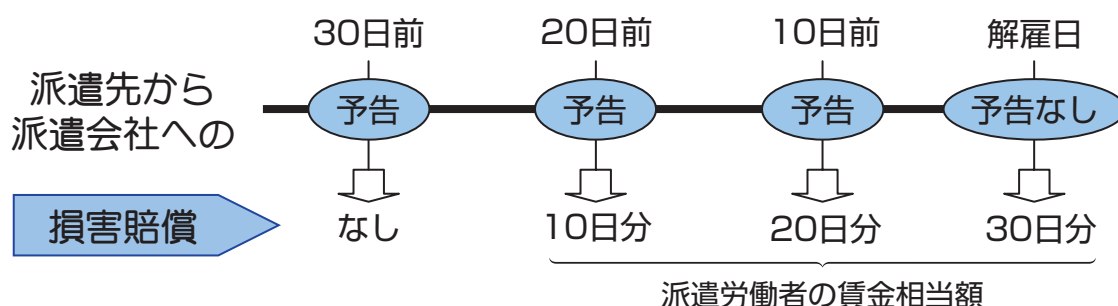 30日前 20日前 10日前 解雇日
派遣先から
派遣会社への
予告 予告 予告 予告なし
損害賠償
なし 10日分 20日分 30日分
派遣労働者の賃金相当額